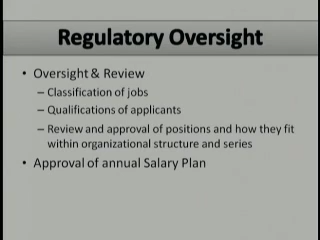 Regulatory Oversight
• Oversight & Review
– Classification of jobs
– Qualifications of applicants
– Review and approval of positions and how they fit
within organizational structure and series
• Approval of annual Salary Plan